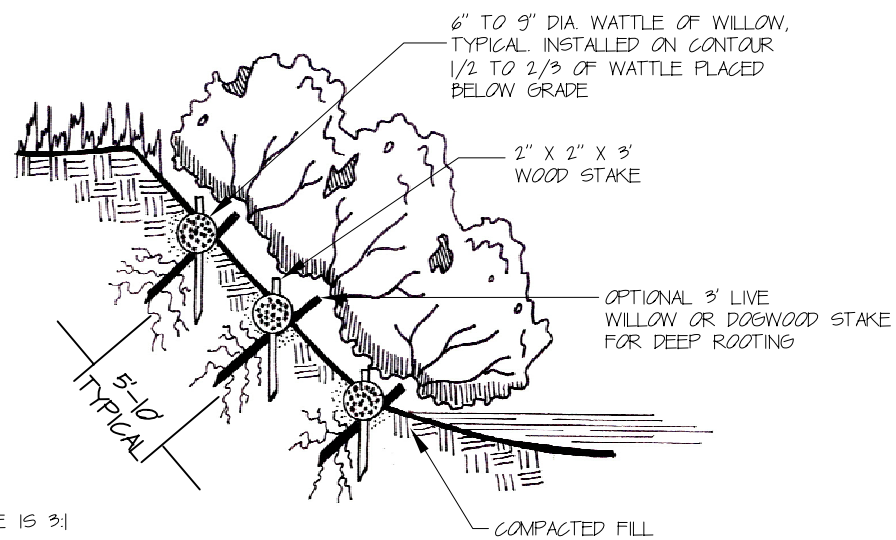 6" TO 9" DIA. WATTLE OF WILLOW,
TYPICAL. INSTALLED ON CONTOUR
1/2 TO 2/3 OF WATTLE PLACED
BELOW GRADE
2" X 2" X 3'
WOOD STAKE
OPTIONAL 3' LIVE
WILLOW OR DOGWOOD STAKE
FOR DEEP ROOTING
5'-10'
TYPICAL
E IS 3:1
COMPACTED FILL